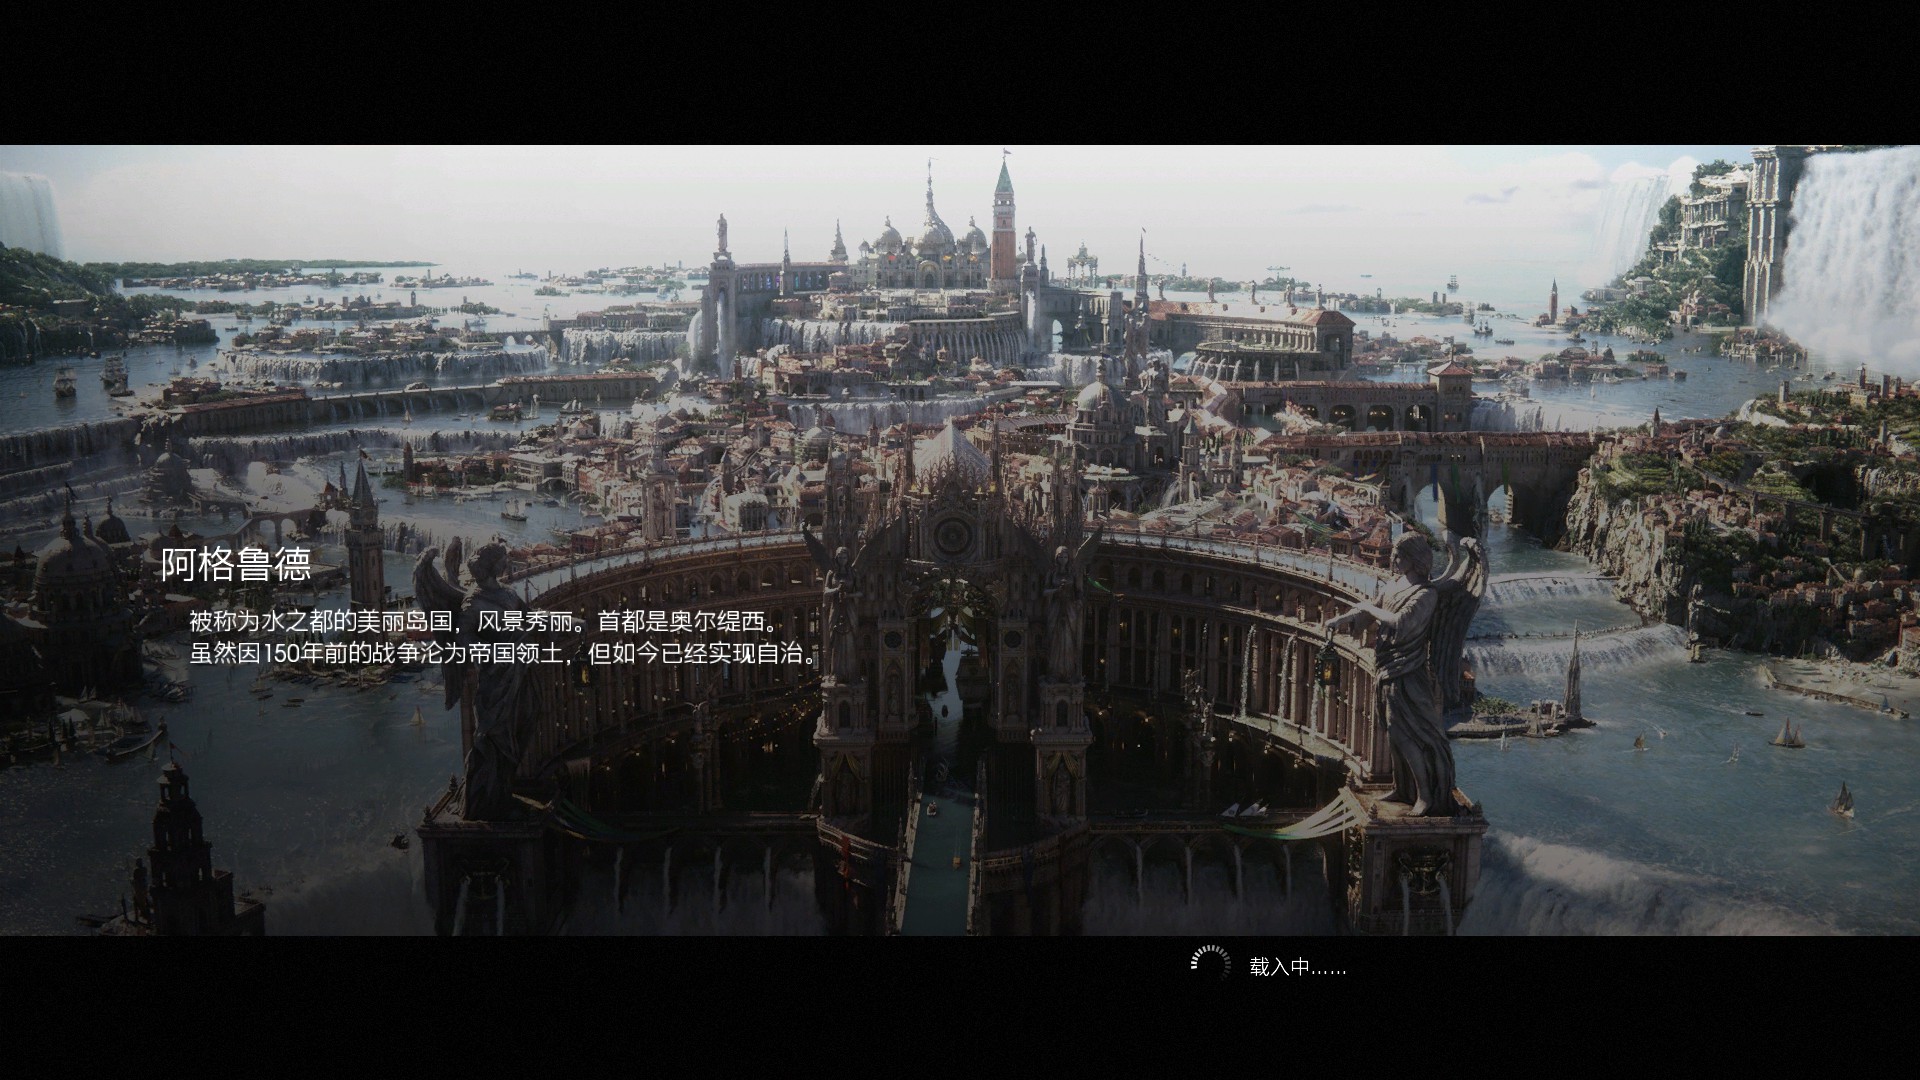 阿格鲁德
被称为水之都的美丽岛国，风景秀丽。首都是奥尔缇西。
虽然因150年前的战争沦为帝国领土，但如今已经实现自治。
载入中……